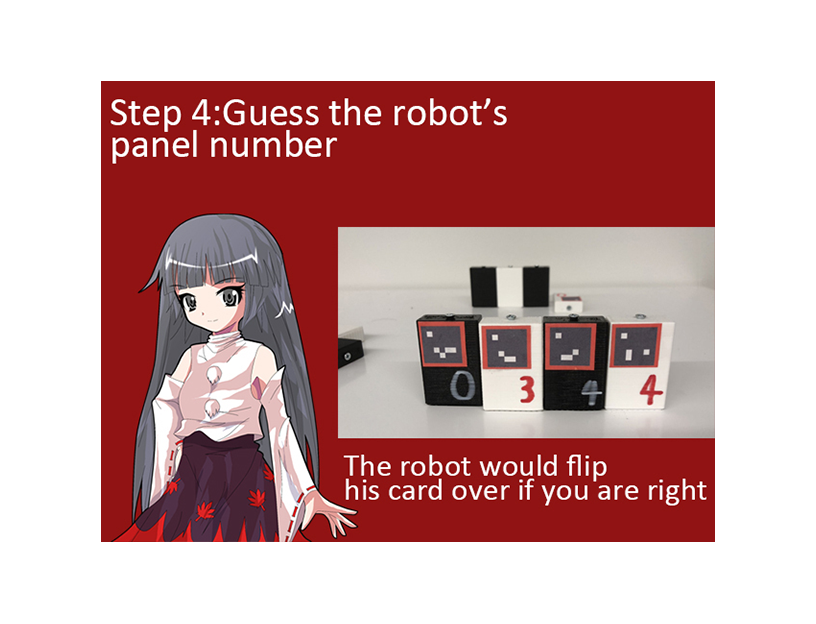 Step 4:Guess the robot’s
panel number
0 3 4 4
The robot would flip
his card over if you are right